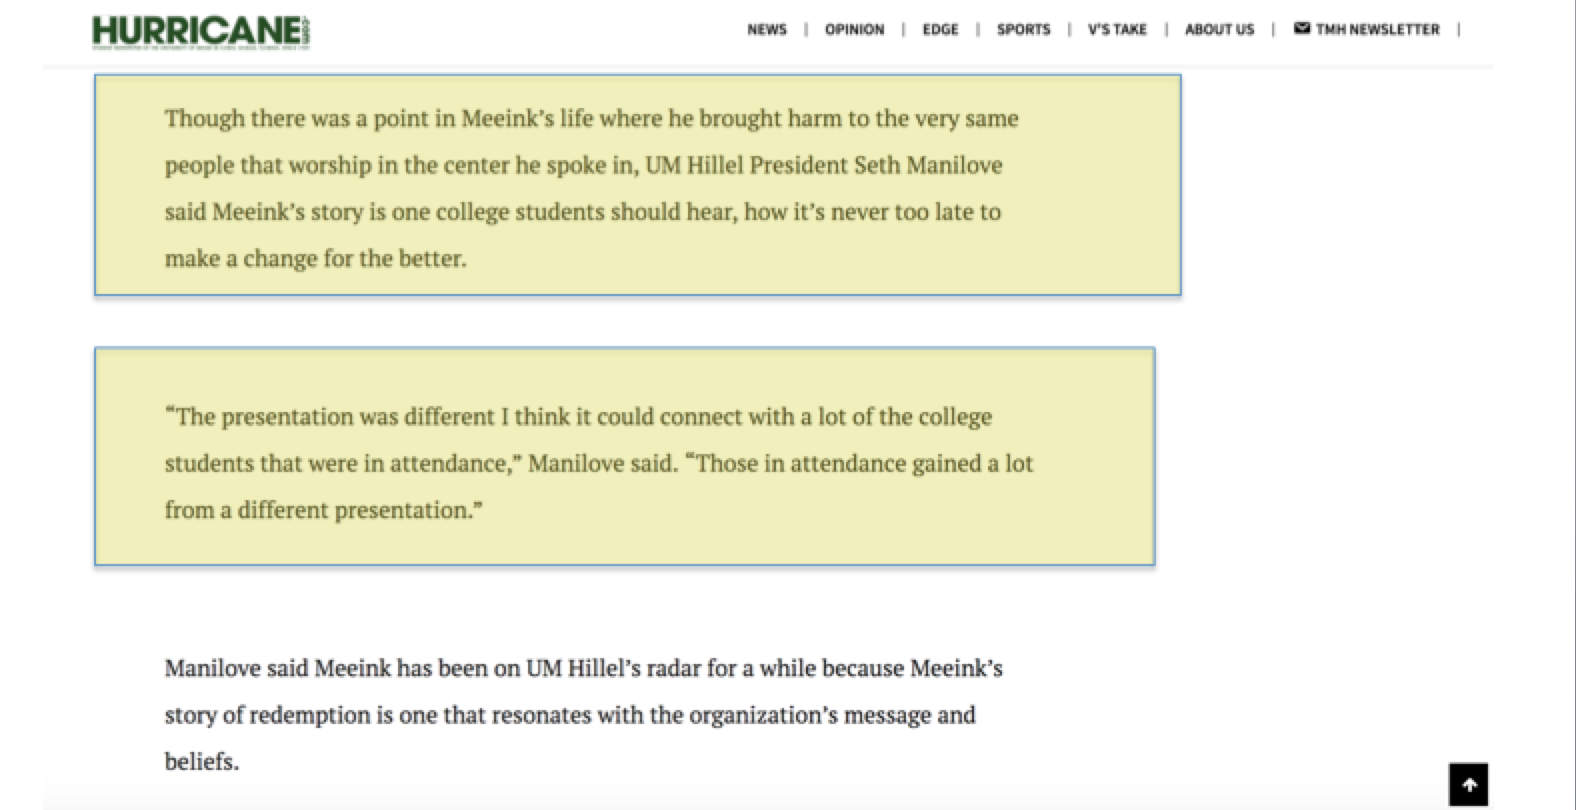 HURRICANE
NEWS | OPINION | EDGE | SPORTS | V'S TAKE | ABOUT US | TMH NEWSLETTER |
Though there was a point in Meeink’s life where he brought harm to the very same
people that worship in the center he spoke in, UM Hillel President Seth Manilove
said Meeink’s story is one college students should hear, how it’s never too late to
make a change for the better.
“The presentation was different I think it could connect with a lot of the college
students that were in attendance,” Manilove said. “Those in attendance gained a lot
from a different presentation.”
Manilove said Meeink has been on UM Hillel’s radar for a while because Meeink’s
story of redemption is one that resonates with the organization’s message and
beliefs.